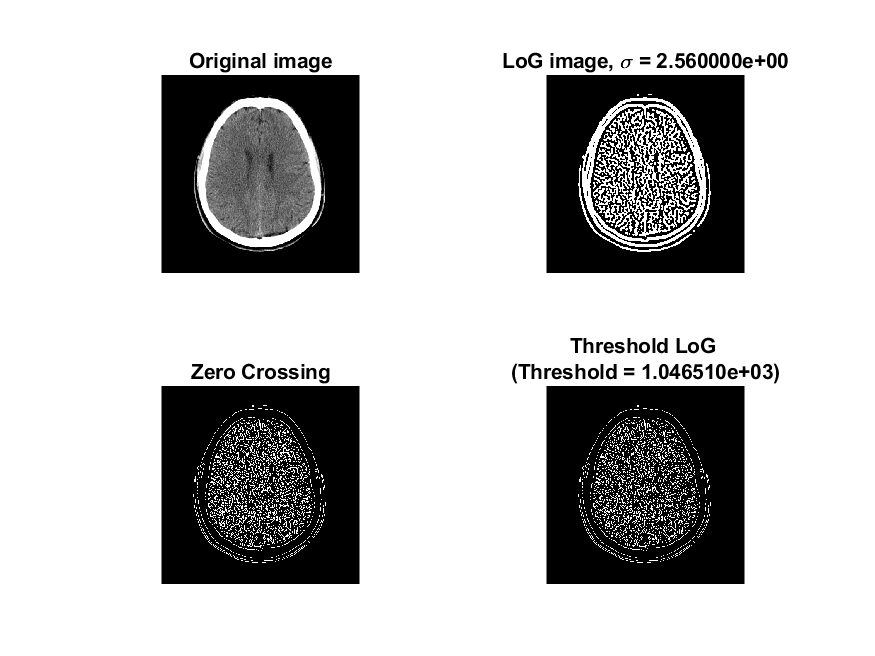 Original image
LoG image, σ = 2.560000e+00
Zero Crossing
Threshold LoG
(Threshold = 1.046510e+03)